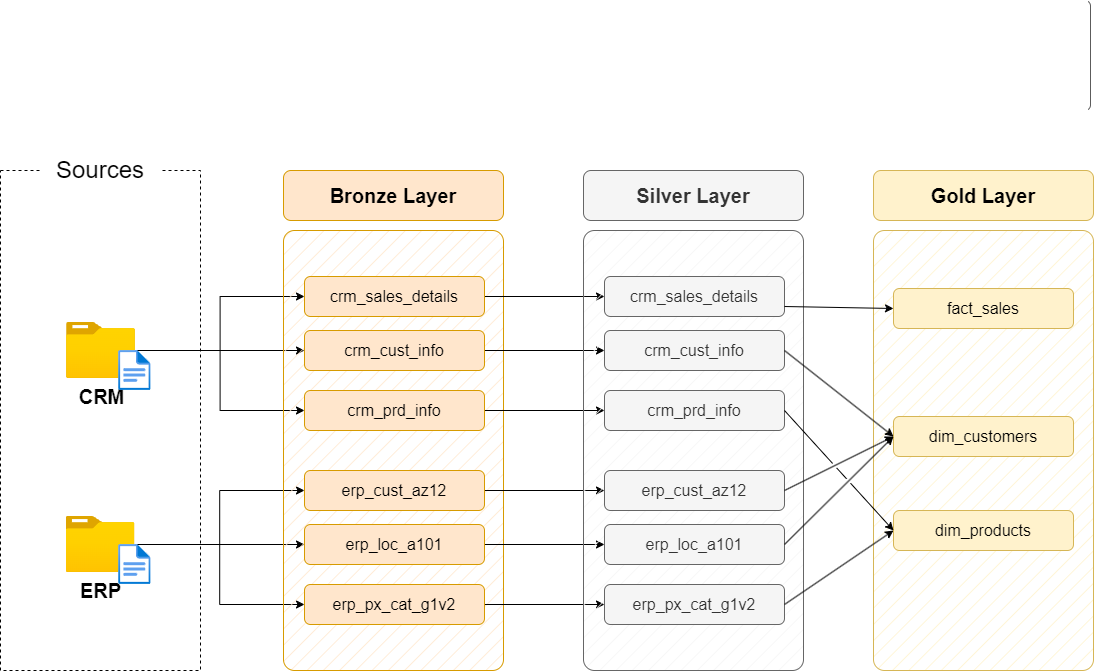 Sources
CRM
ERP
Bronze Layer
crm_sales_details
crm_cust_info
crm_prd_info
erp_cust_az12
erp_loc_a101
erp_px_cat_g1v2
Silver Layer
crm_sales_details
crm_cust_info
crm_prd_info
erp_cust_az12
erp_loc_a101
erp_px_cat_g1v2
Gold Layer
fact_sales
dim_customers
dim_products